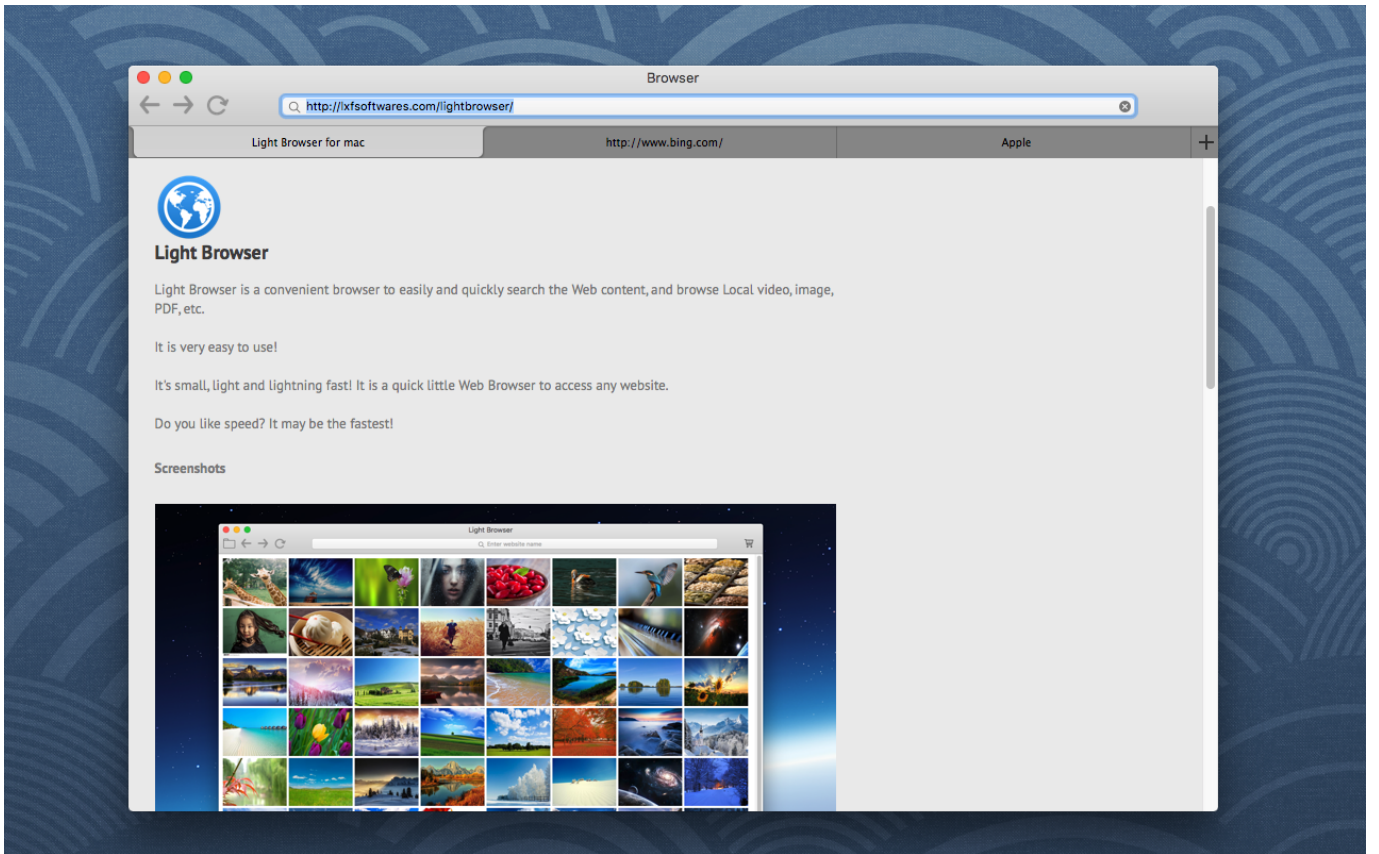 Browser
http://lxfsoftwares.com/lightbrowser/
Light Browser for mac
http://www.bing.com/
Apple
Light Browser
Light Browser is a convenient browser to easily and quickly search the Web content, and browse Local video, image,
PDF, etc.
It is very easy to use!
It's small, light and lightning fast! It is a quick little Web Browser to access any website.
Do you like speed? It may be the fastest!
Screenshots
Light Browser
Enter website name